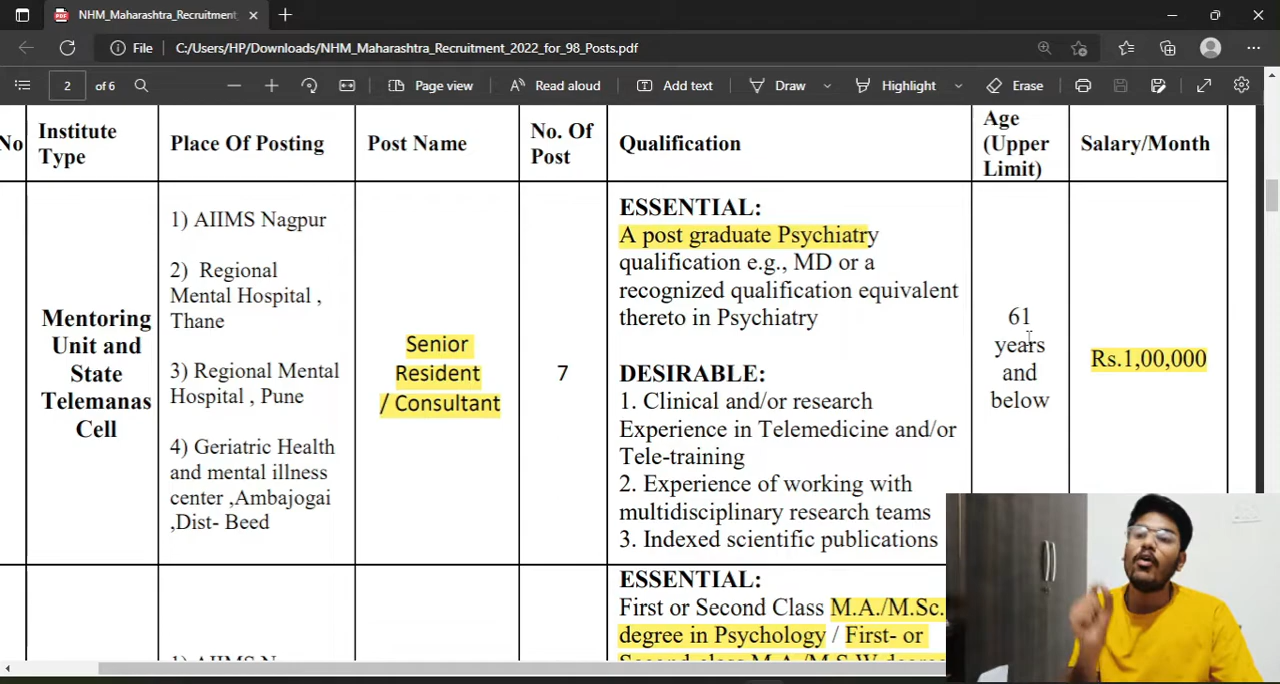 NHM_Maharashtra_Recruitment_
File C:/Users/HP/Downloads/NHM_Maharashtra_Recruitment_2022_for_98_Posts.pdf
2 of 6 Page view Read aloud Add text Draw Highlight Erase
No
Institute
Type
Place Of Posting
Post Name
No. Of
Post
Qualification
Age
(Upper
Limit)
Salary/Month
Mentoring
Unit and
State
Telemanas
Cell
1) AIIMS Nagpur
2) Regional
Mental Hospital ,
Thane
3) Regional Mental
Hospital , Pune
4) Geriatric Health
and mental illness
center ,Ambajogai
,Dist- Beed
Senior
Resident
/ Consultant
7
ESSENTIAL:
A post graduate Psychiatry
qualification e.g., MD or a
recognized qualification equivalent
thereto in Psychiatry
DESIRABLE:
1. Clinical and/or research
Experience in Telemedicine and/or
Tele-training
2. Experience of working with
multidisciplinary research teams
3. Indexed scientific publications
61
years
and
below
Rs.1,00,000
ESSENTIAL:
First or Second Class M.A./M.Sc.
degree in Psychology / First- or